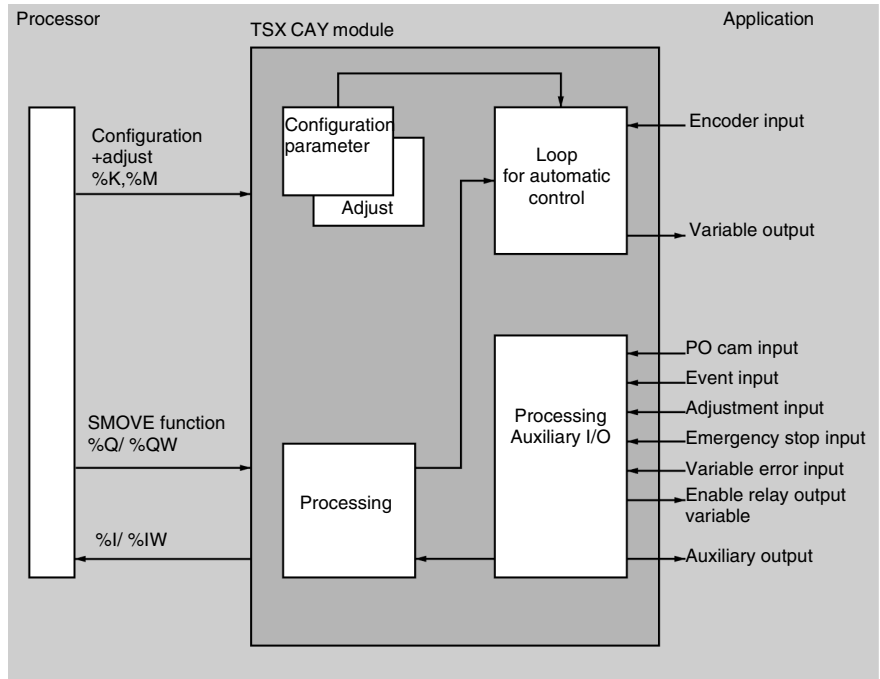 Processor
TSX CAY module
Application
Configuration
+adjust
%K,%M
Configuration
parameter
Adjust
Loop
for automatic
control
Encoder input
Variable output
SMOVE function
%Q/ %QW
%I/ %IW
Processing
Processing
Auxiliary I/O
PO cam input
Event input
Adjustment input
Emergency stop input
Variable error input
Enable relay output
variable
Auxiliary output